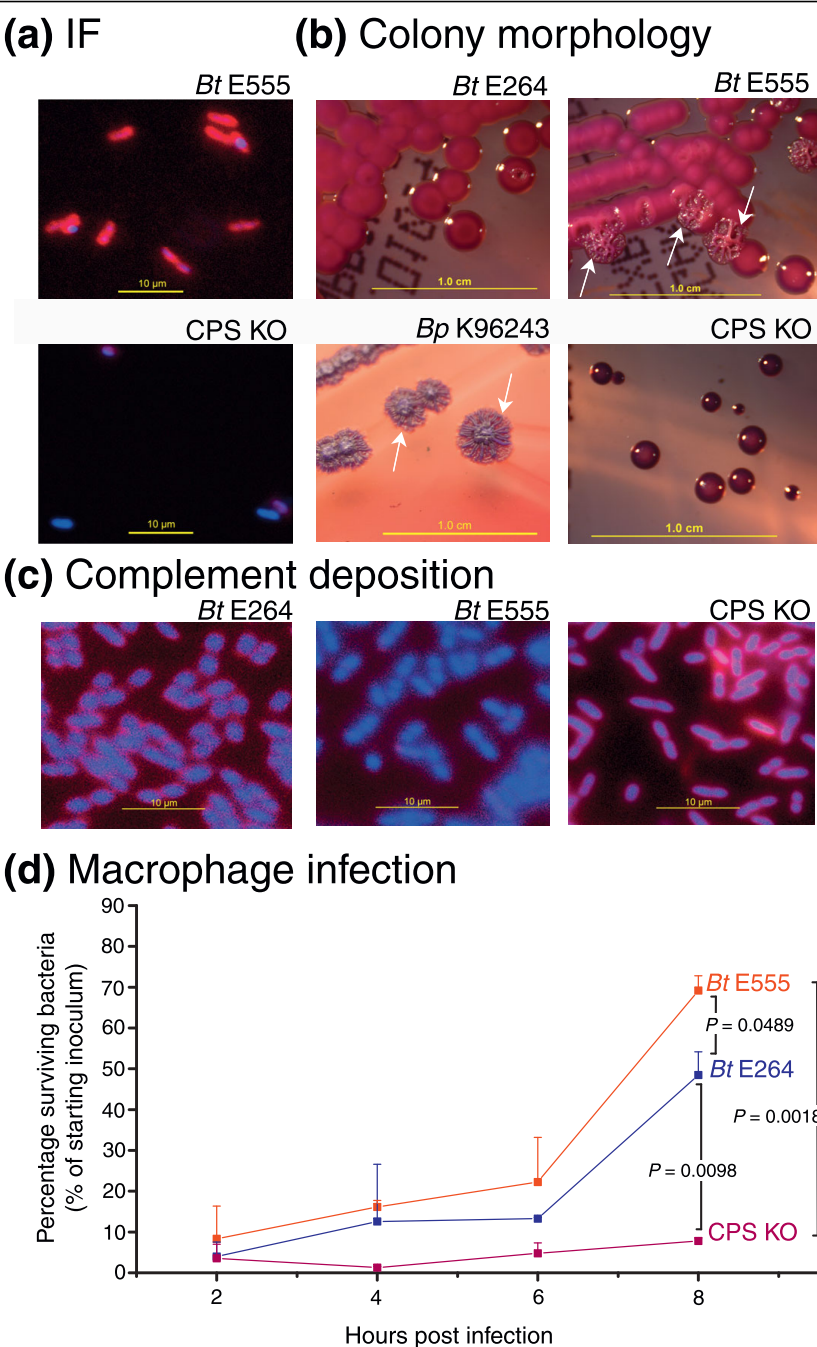 (a) IF
(b) Colony morphology
Bt E555
Bt E264
Bt E555
10 µm
1.0 cm
1.0 cm
CPS KO
Bp K96243
CPS KO
10 µm
1.0 cm
1.0 cm
(c) Complement deposition
Bt E264
Bt E555
CPS KO
10 µm
10 µm
10 µm
(d) Macrophage infection
Percentage surviving bacteria
(% of starting inoculum)
90
80
70
60
50
40
30
20
10
0
Bt E555
P = 0.0489
Bt E264
P = 0.0018
P = 0.0098
CPS KO
2
4
6
8
Hours post infection